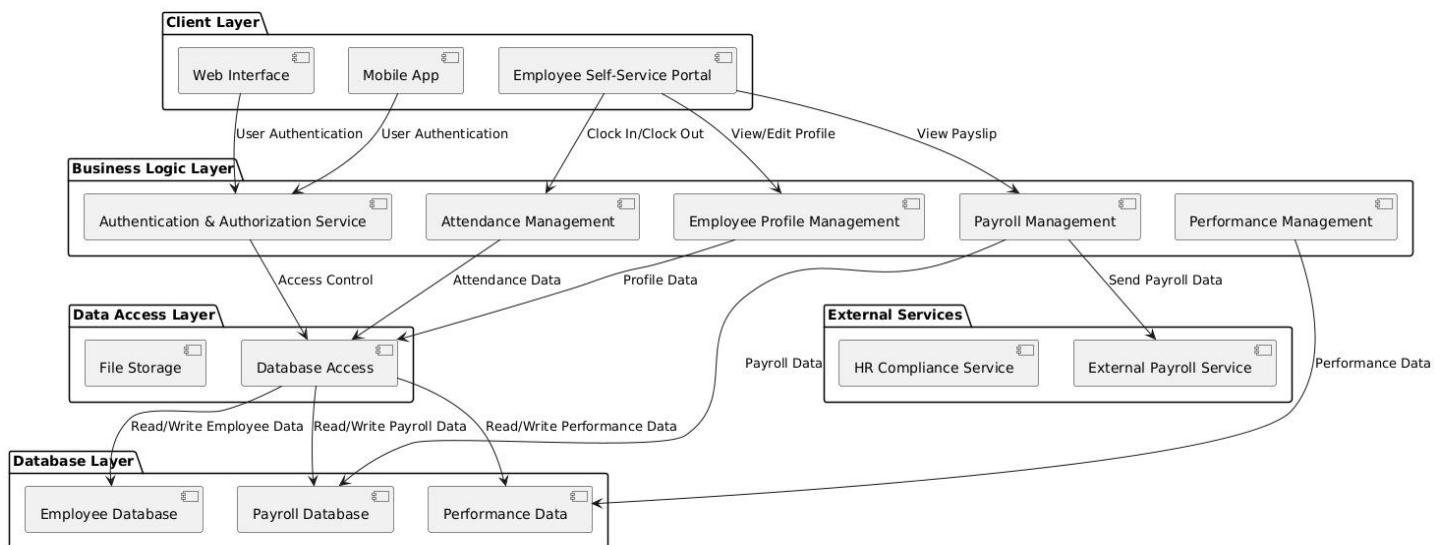 Client Layer
Web Interface
Mobile App
Employee Self-Service Portal
User Authentication
User Authentication
Clock In/Clock Out
View/Edit Profile
View Payslip
Business Logic Layer
Authentication & Authorization Service
Attendance Management
Employee Profile Management
Payroll Management
Performance Management
Access Control
Attendance Data
Profile Data
Send Payroll Data
Data Access Layer
External Services
File Storage
Database Access
Payroll Data
HR Compliance Service
External Payroll Service
Performance Data
Read/Write Employee Data
Read/Write Payroll Data
Read/Write Performance Data
Database Layer
Employee Database
Payroll Database
Performance Data